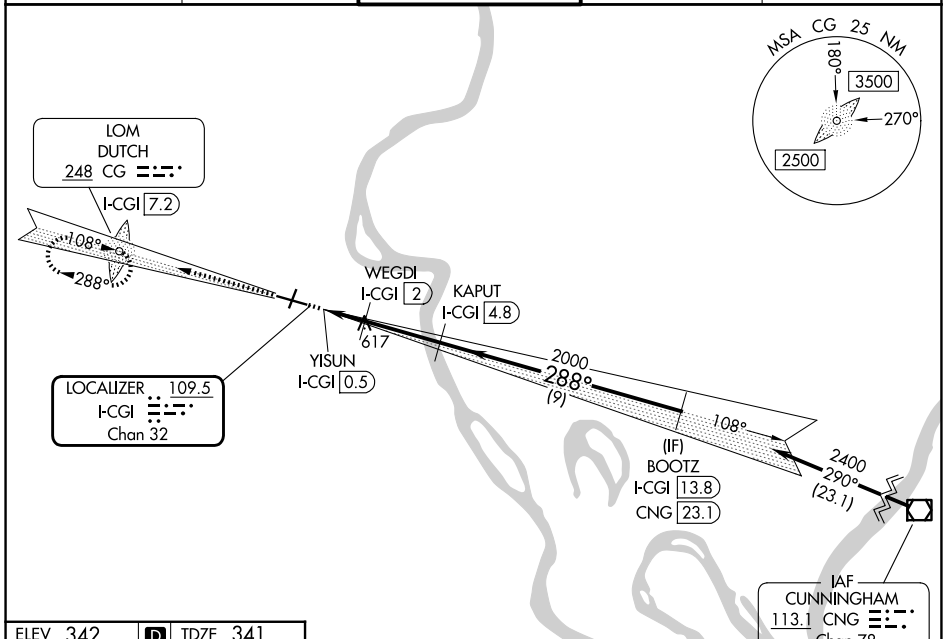 MSA CG 25 NM
180°
3500
270°
2500
LOM
DUTCH
248 CG
I-CGI 7.2
108°
288°
WEGDI
I-CGI 2
KAPUT
I-CGI 4.8
617
YISUN
I-CGI 0.5
LOCALIZER 109.5
I-CGI
Chan 32
2000
288°
(9)
108°
(IF)
BOOTZ
I-CGI 13.8
CNG 23.1
2400
290°
(23.1)
IAF
CUNNINGHAM
113.1 CNG
Chan 78
ELEV 342 D TDZE 341